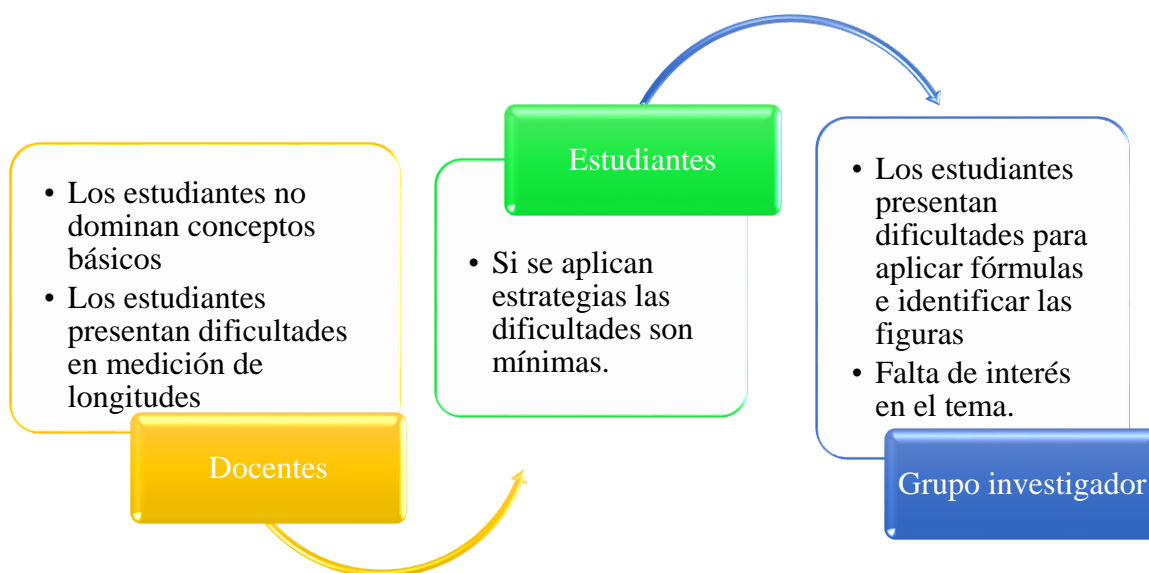 • Los estudiantes no
dominan conceptos
básicos
• Los estudiantes
presentan dificultades
en medición de
longitudes
Docentes
Estudiantes
• Si se aplican
estrategias las
dificultades son
mínimas.
• Los estudiantes
presentan
dificultades para
aplicar fórmulas
e identificar las
figuras
• Falta de interés
en el tema.
Grupo investigador